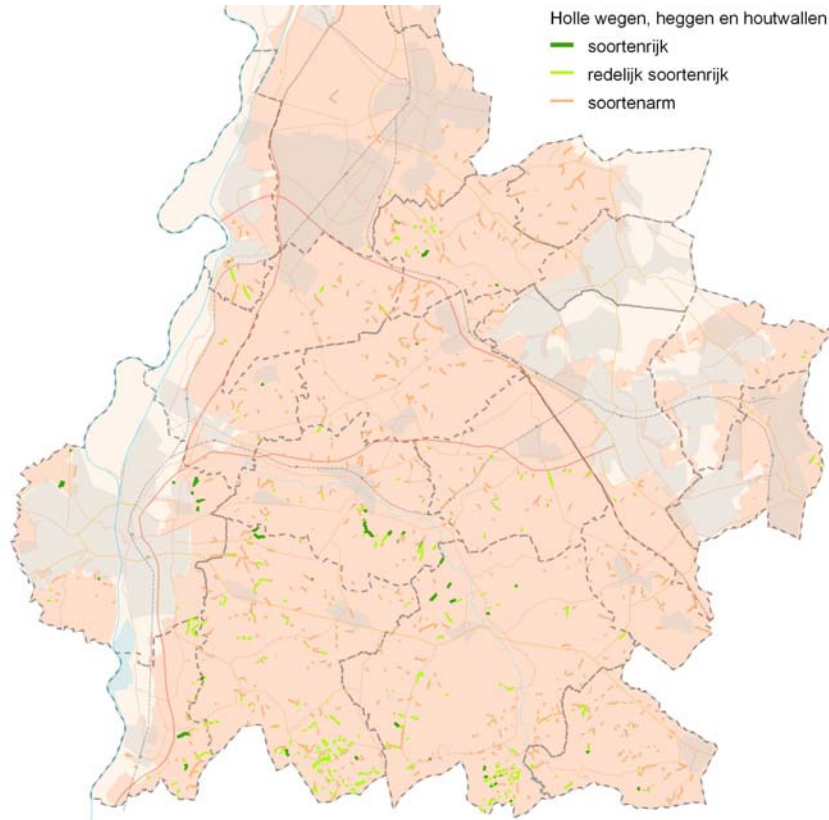 Holle wegen, heggen en houtwallen
soortenrijk
redelijk soortenrijk
soortenarm